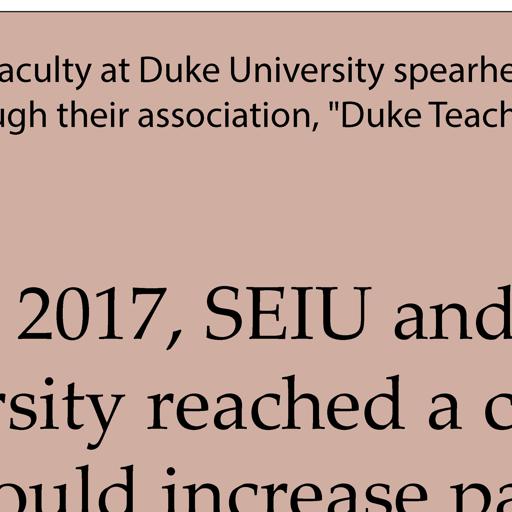 aculty at Duke University spearhe
ugh their association, "Duke Teach
2017, SEIU and
rsity reached a c
ould increase pa